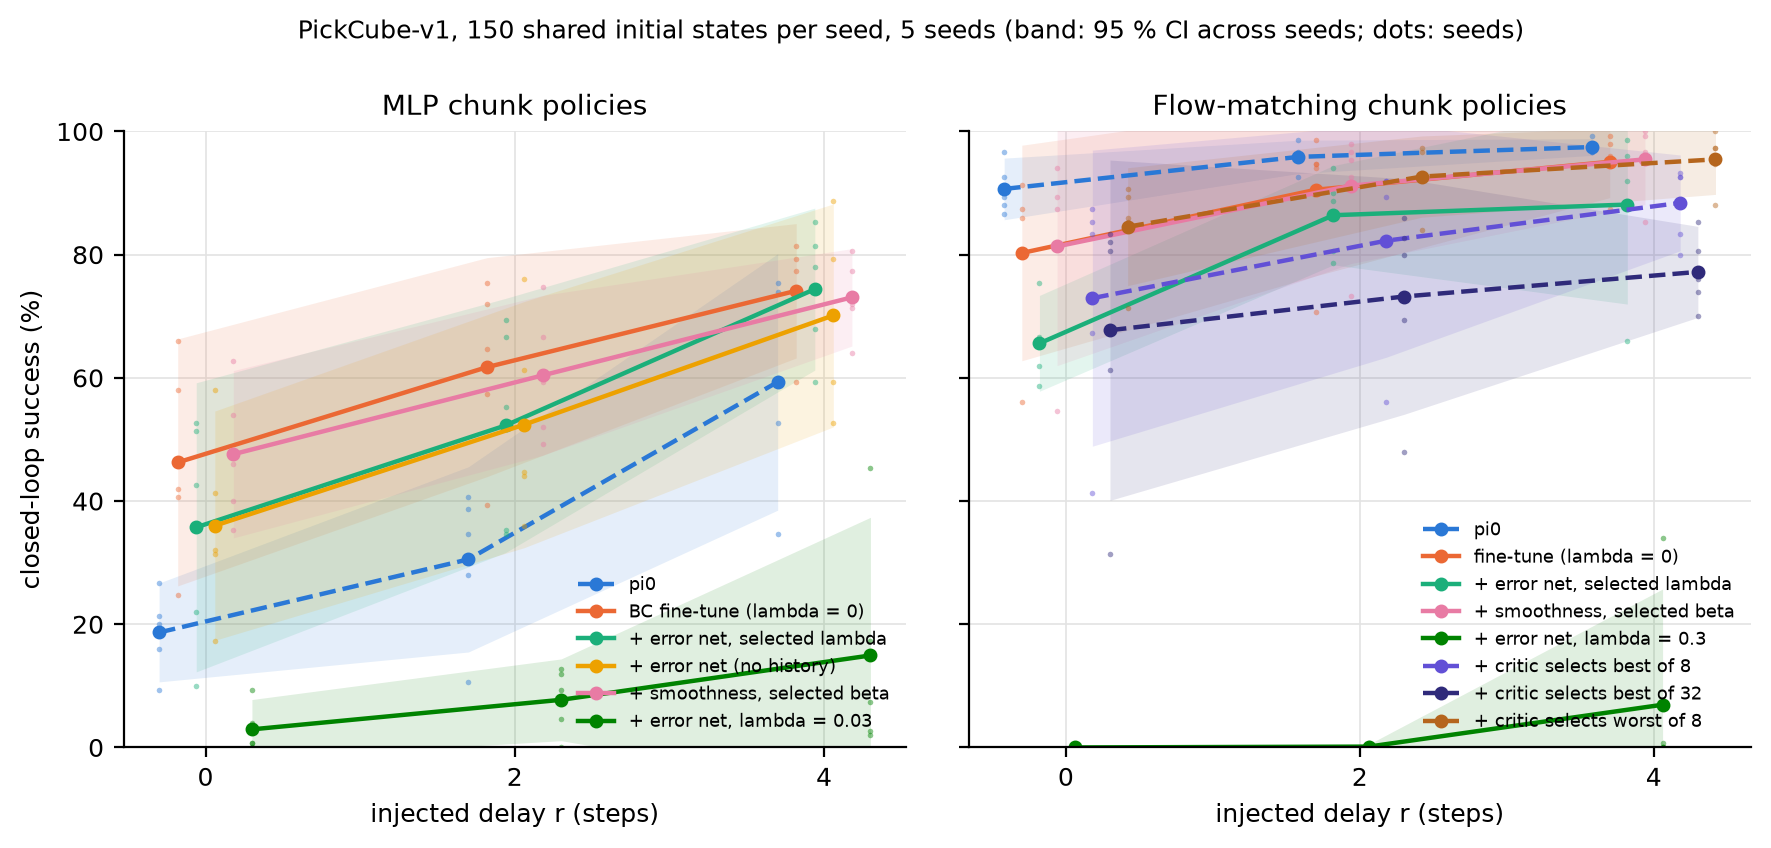 PickCube-v1, 150 shared initial states per seed, 5 seeds (band: 95 % CI across seeds; dots: seeds)
MLP chunk policies
closed-loop success (%)
100
80
60
40
20
0
0
2
4
injected delay r (steps)
pi0
BC fine-tune (lambda = 0)
+ error net, selected lambda
+ error net (no history)
+ smoothness, selected beta
+ error net, lambda = 0.03
Flow-matching chunk policies
0
2
4
injected delay r (steps)
pi0
fine-tune (lambda = 0)
+ error net, selected lambda
+ smoothness, selected beta
+ error net, lambda = 0.3
+ critic selects best of 8
+ critic selects best of 32
+ critic selects worst of 8